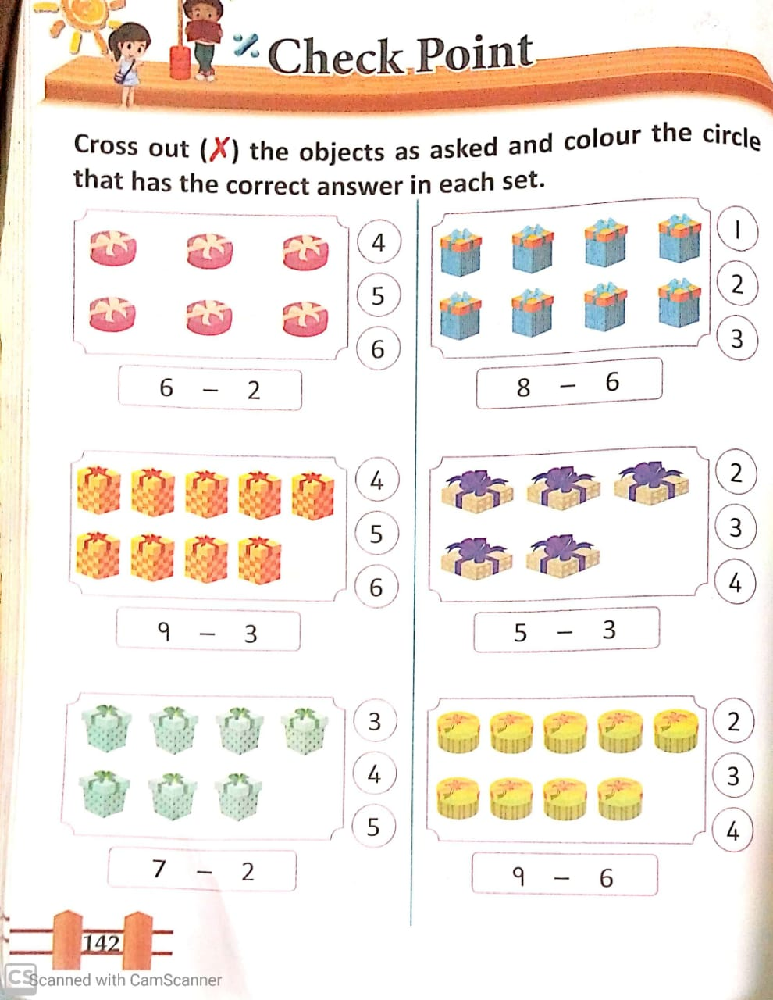 Check Point
Cross out (✗) the objects as asked and colour the circle
that has the correct answer in each set.
4
5
6
6 – 2
1
2
3
8 – 6
4
5
6
9 – 3
2
3
4
5 – 3
3
4
5
7 – 2
2
3
4
9 – 6
142
CS Scanned with CamScanner